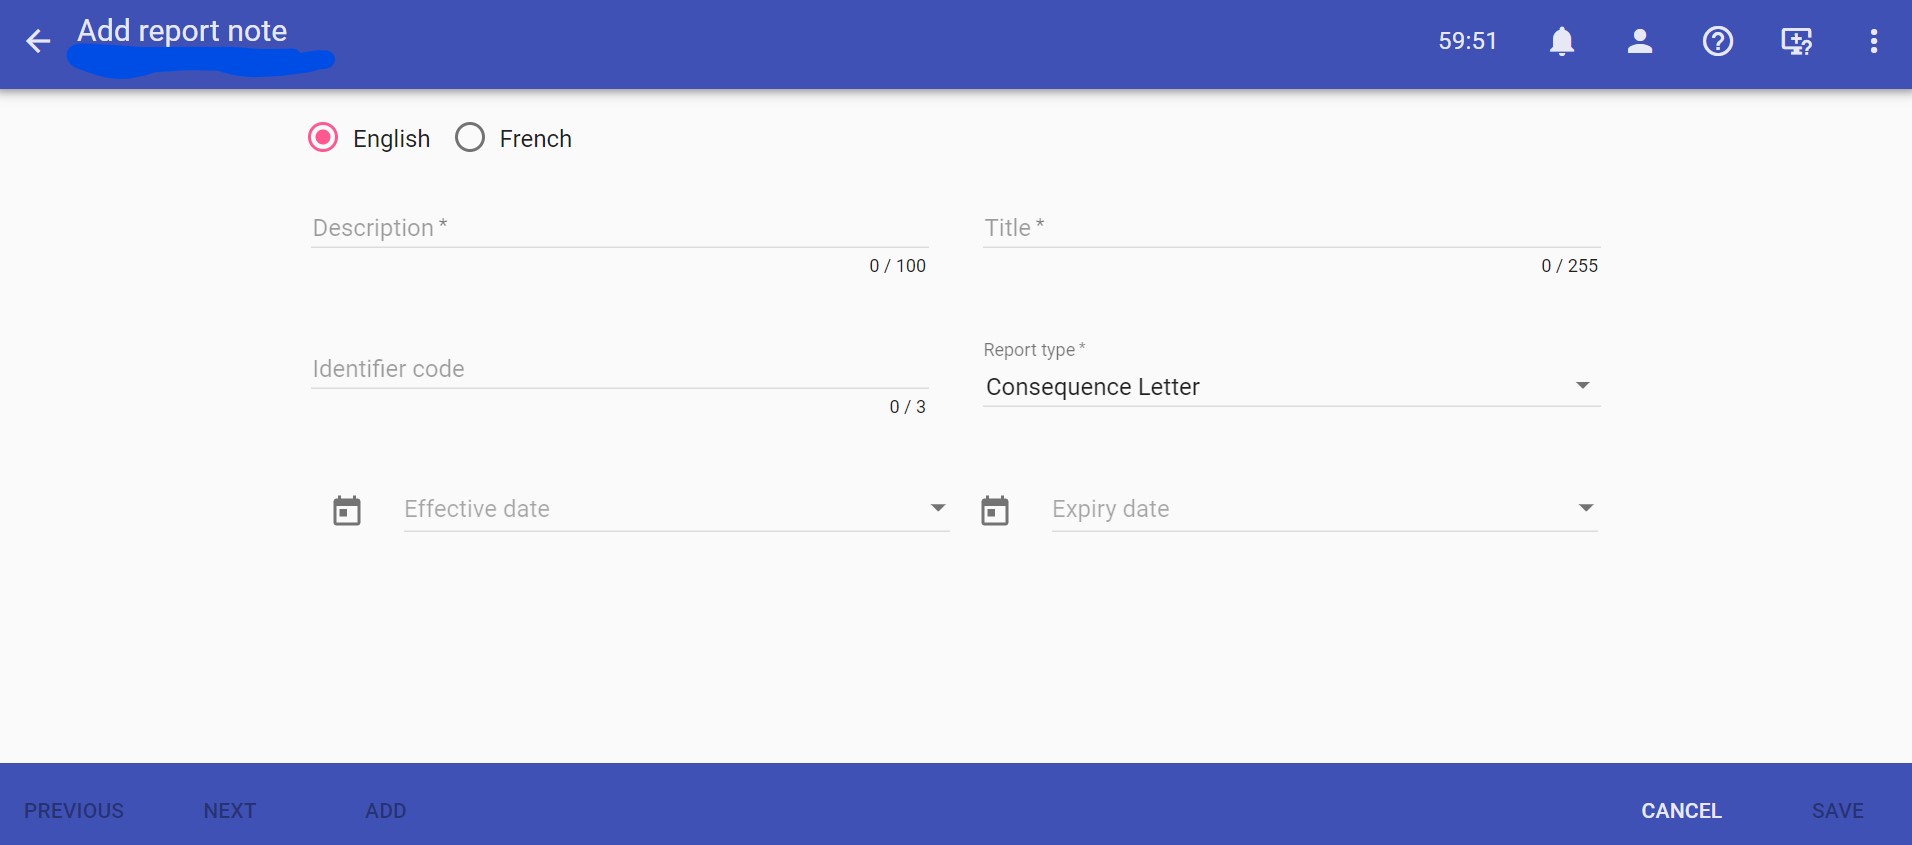 Add report note
59:51
English
French
Description *
Title *
0 / 100
0 / 255
Identifier code
0 / 3
Report type *
Consequence Letter
Effective date
Expiry date
PREVIOUS
NEXT
ADD
CANCEL
SAVE